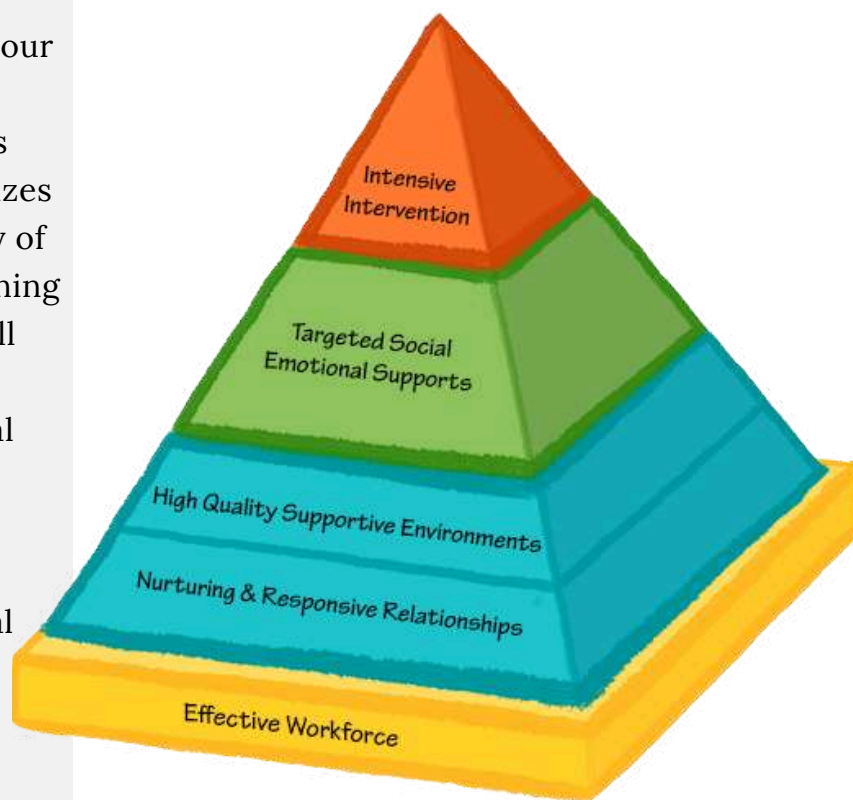 our
s
zes
of
ning
ll
al
al
Intensive
Intervention
Targeted Social
Emotional Supports
High Quality Supportive Environments
Nurturing & Responsive Relationships
Effective Workforce